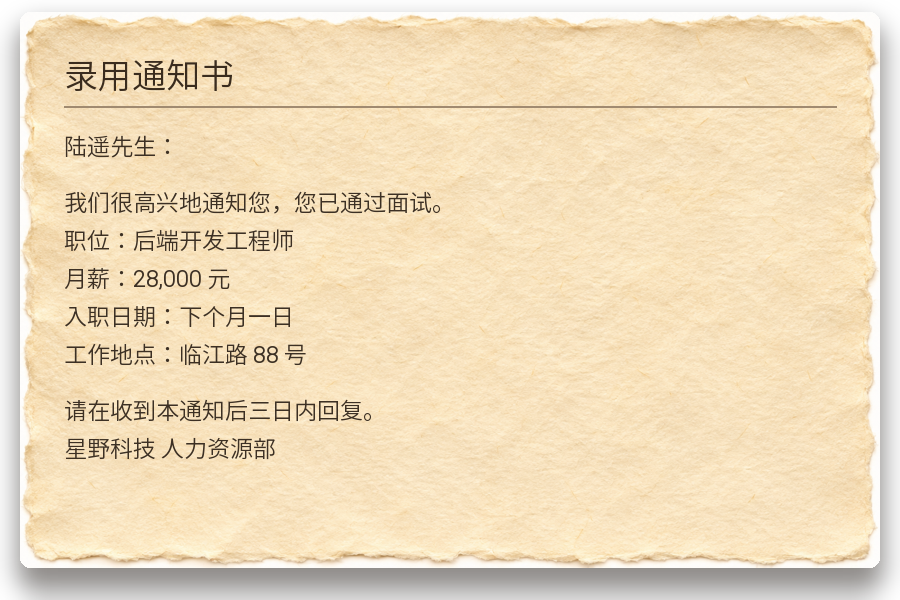 录用通知书
陆遥先生：
我们很高兴地通知您，您已通过面试。
职位：后端开发工程师
月薪：28,000 元
入职日期：下个月一日
工作地点：临江路 88 号
请在收到本通知后三日内回复。
星野科技 人力资源部